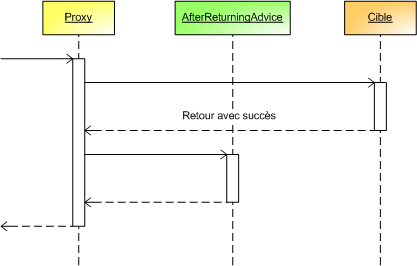 Proxy
AfterReturningAdvice
Cible
Retour avec succès